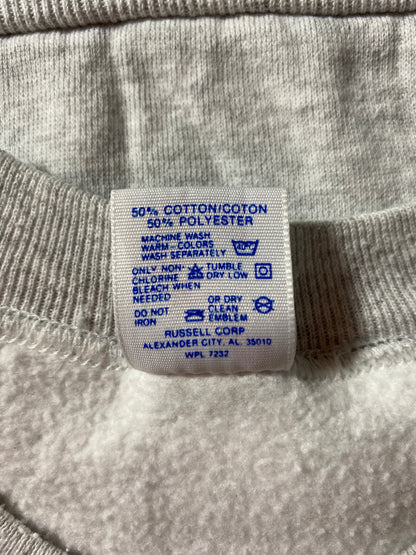 50% COTTON/COTON
50% POLYESTER
MACHINE WASH
WARM-COLORS
WASH SEPARATELY
ONLY NON- TUMBLE
CHLORINE DRY LOW
BLEACH WHEN
NEEDED OR DRY
DO NOT CLEAN
IRON EMBLEM
RUSSELL CORP
ALEXANDER CITY, AL. 35010
WPL 7232